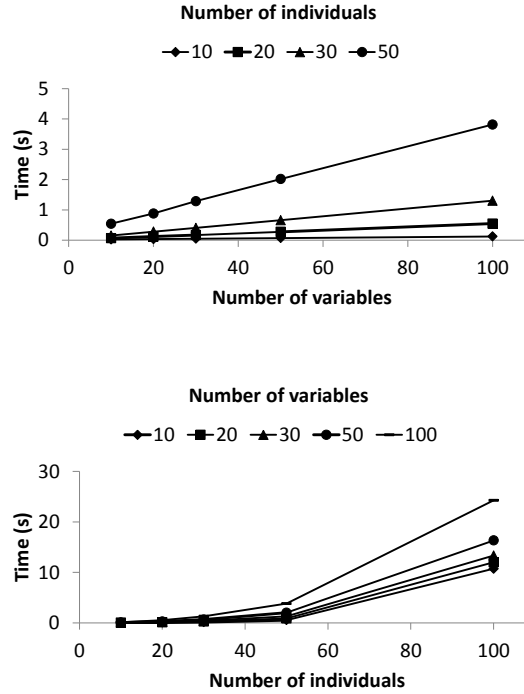 Number of individuals
10 20 30 50
5
4
3
2
1
0
Time (s)
0 20 40 60 80 100
Number of variables
Number of variables
10 20 30 50 100
30
20
10
0
Time (s)
0 20 40 60 80 100
Number of individuals